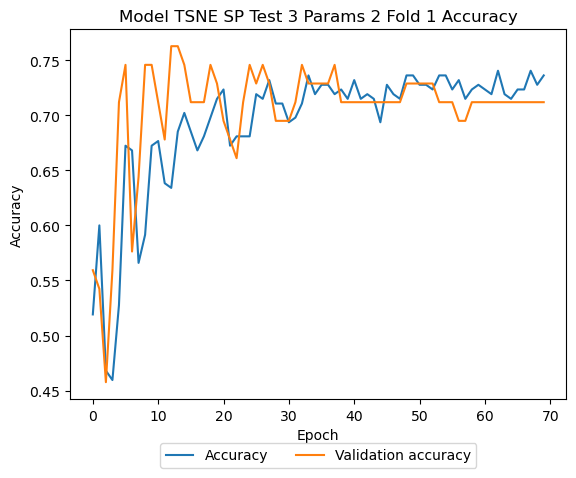 Model TSNE SP Test 3 Params 2 Fold 1 Accuracy
0.75
0.70
0.65
0.60
0.55
0.50
0.45
Accuracy
0 10 20 30 40 50 60 70
Epoch
Accuracy Validation accuracy